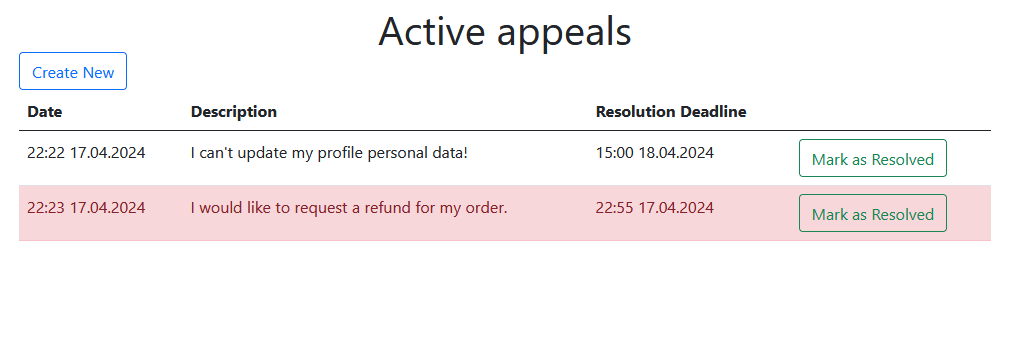 Active appeals
Create New
Date Description Resolution Deadline
22:22 17.04.2024 I can't update my profile personal data! 15:00 18.04.2024 Mark as Resolved
22:23 17.04.2024 I would like to request a refund for my order. 22:55 17.04.2024 Mark as Resolved